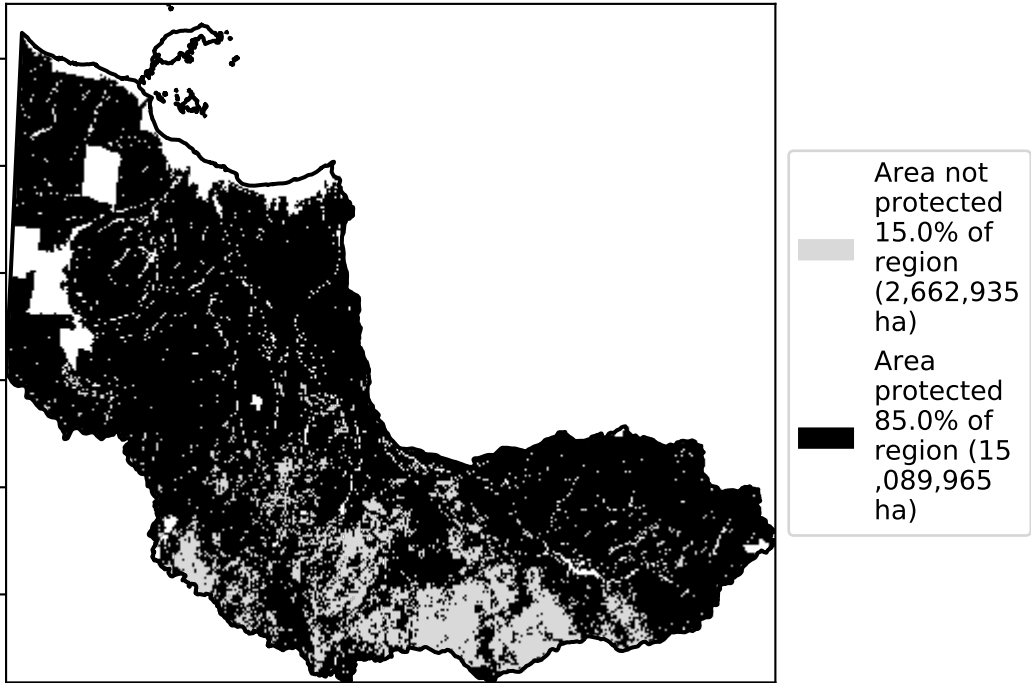 Area not
protected
15.0% of
region
(2,662,935
ha)
Area
protected
85.0% of
region (15
,089,965
ha)